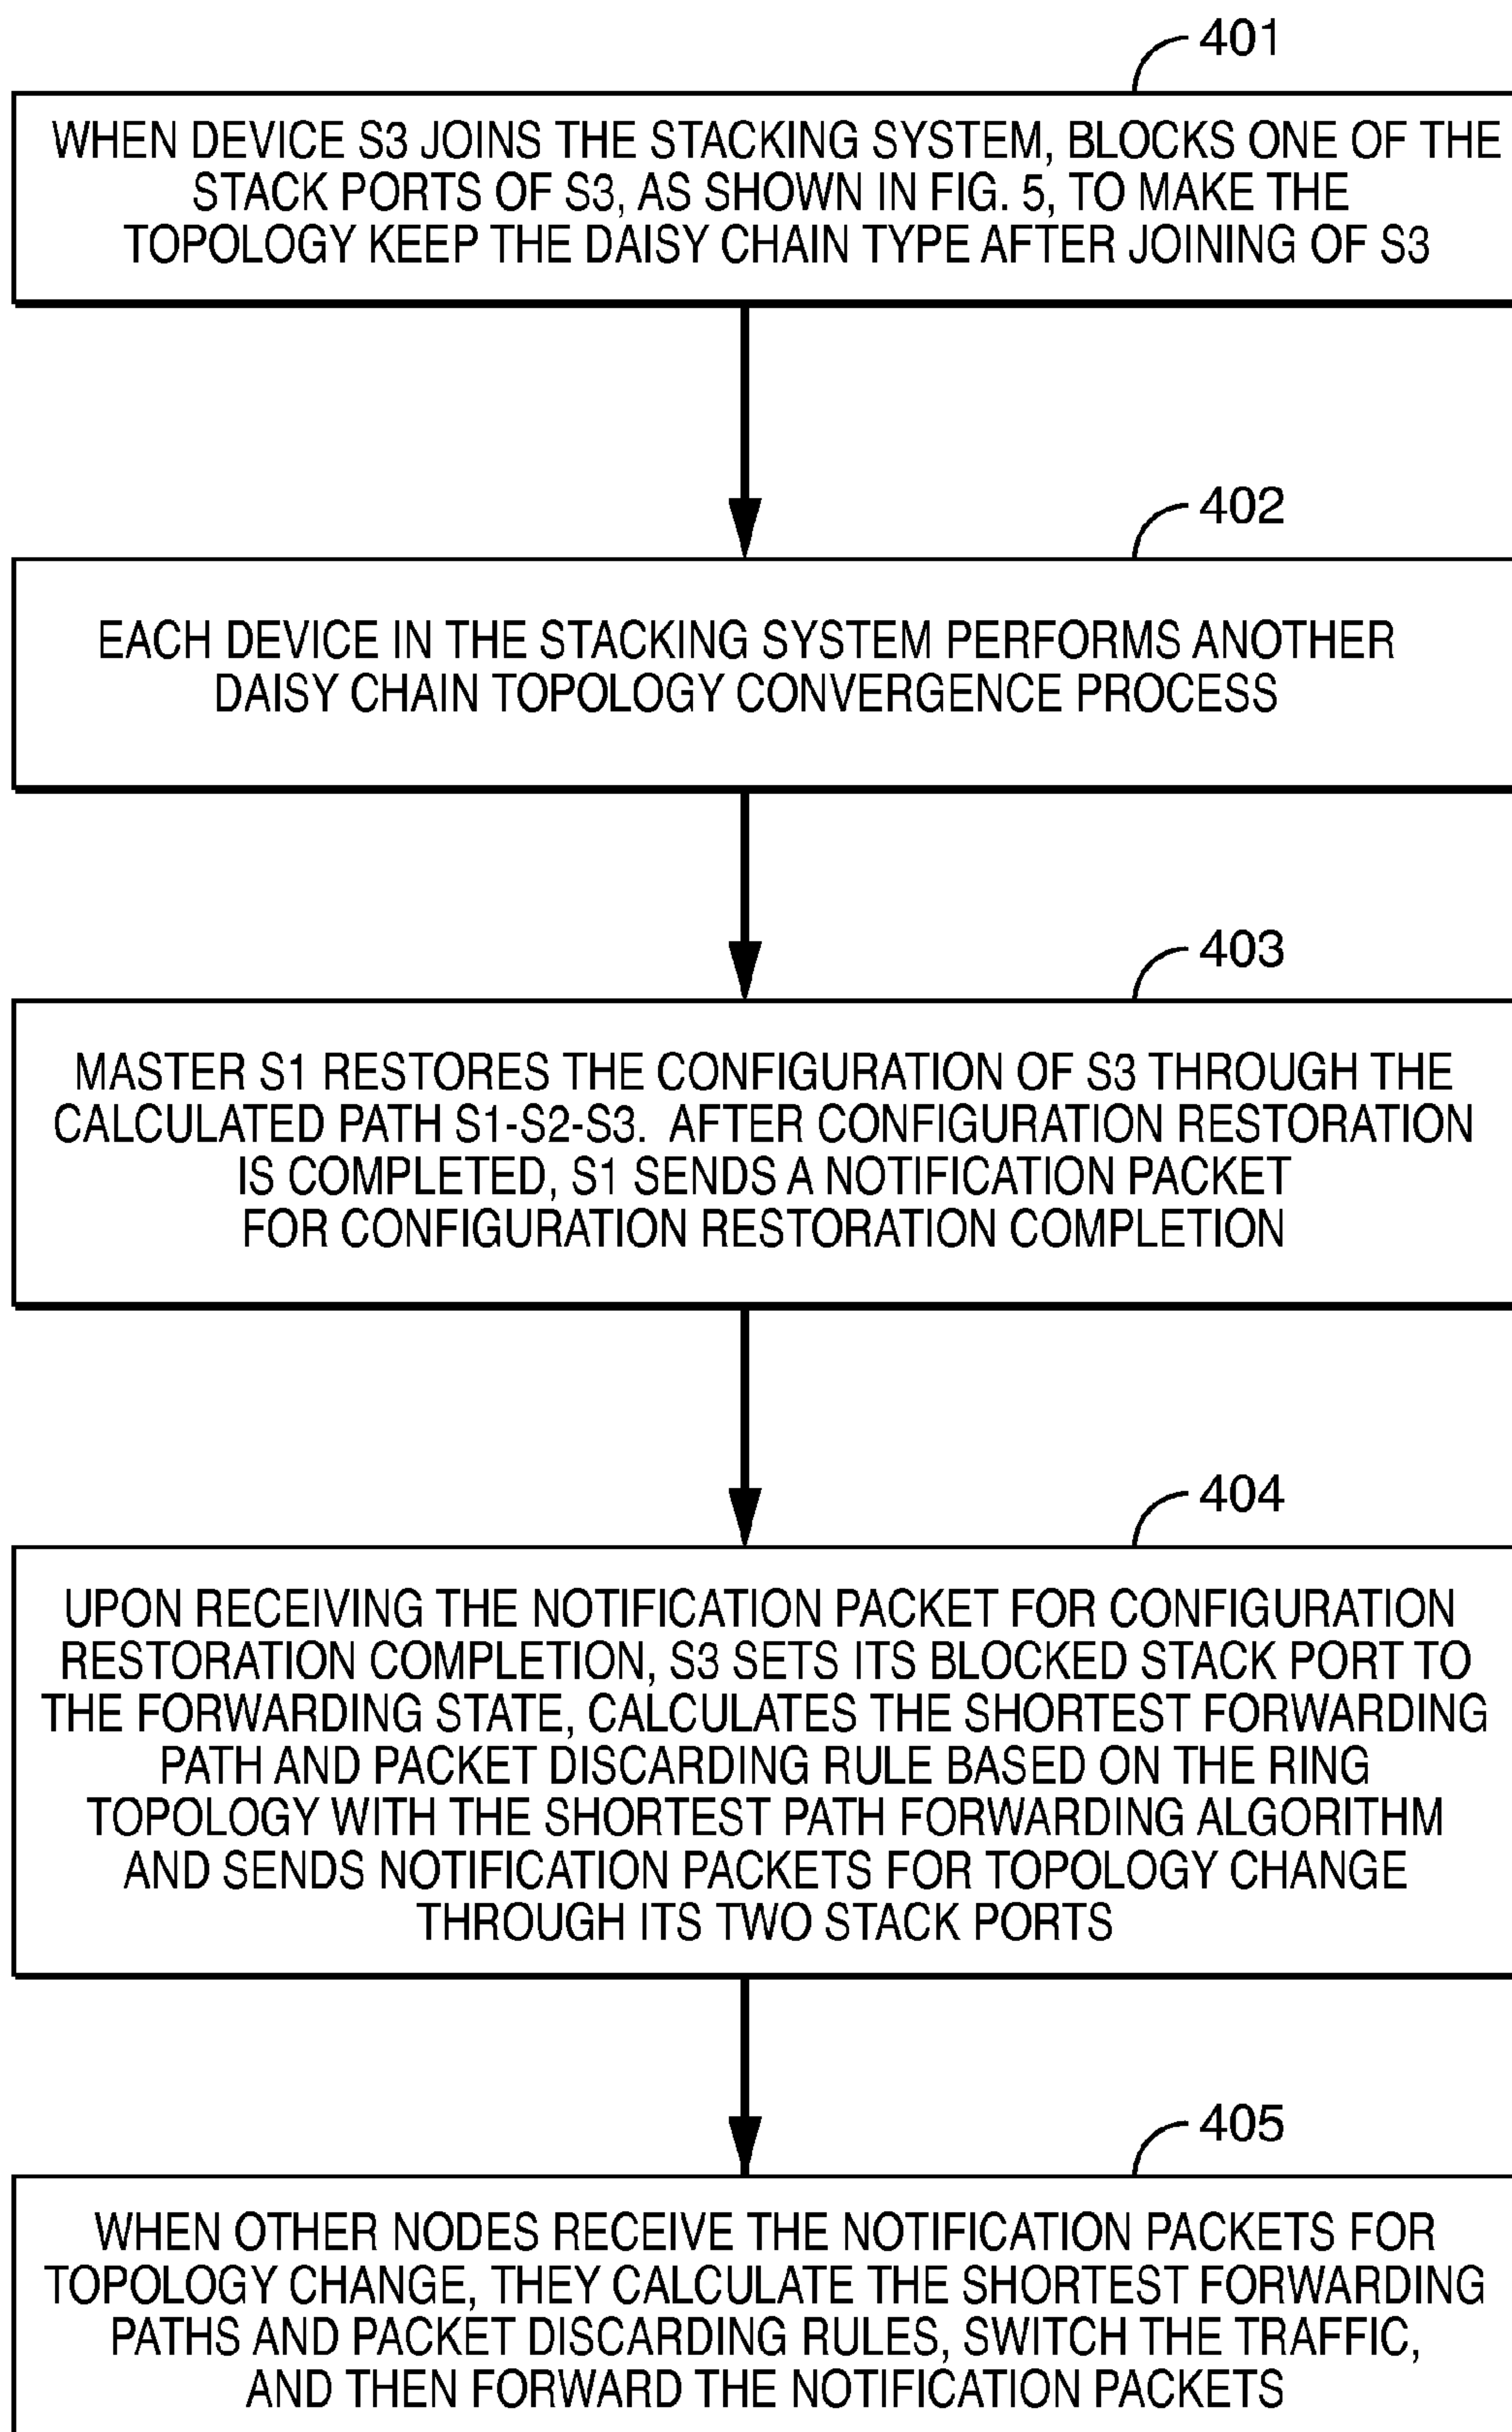 401
WHEN DEVICE S3 JOINS THE STACKING SYSTEM, BLOCKS ONE OF THE
STACK PORTS OF S3, AS SHOWN IN FIG. 5, TO MAKE THE
TOPOLOGY KEEP THE DAISY CHAIN TYPE AFTER JOINING OF S3
402
EACH DEVICE IN THE STACKING SYSTEM PERFORMS ANOTHER
DAISY CHAIN TOPOLOGY CONVERGENCE PROCESS
403
MASTER S1 RESTORES THE CONFIGURATION OF S3 THROUGH THE
CALCULATED PATH S1-S2-S3. AFTER CONFIGURATION RESTORATION
IS COMPLETED, S1 SENDS A NOTIFICATION PACKET
FOR CONFIGURATION RESTORATION COMPLETION
404
UPON RECEIVING THE NOTIFICATION PACKET FOR CONFIGURATION
RESTORATION COMPLETION, S3 SETS ITS BLOCKED STACK PORT TO
THE FORWARDING STATE, CALCULATES THE SHORTEST FORWARDING
PATH AND PACKET DISCARDING RULE BASED ON THE RING
TOPOLOGY WITH THE SHORTEST PATH FORWARDING ALGORITHM
AND SENDS NOTIFICATION PACKETS FOR TOPOLOGY CHANGE
THROUGH ITS TWO STACK PORTS
405
WHEN OTHER NODES RECEIVE THE NOTIFICATION PACKETS FOR
TOPOLOGY CHANGE, THEY CALCULATE THE SHORTEST FORWARDING
PATHS AND PACKET DISCARDING RULES, SWITCH THE TRAFFIC,
AND THEN FORWARD THE NOTIFICATION PACKETS